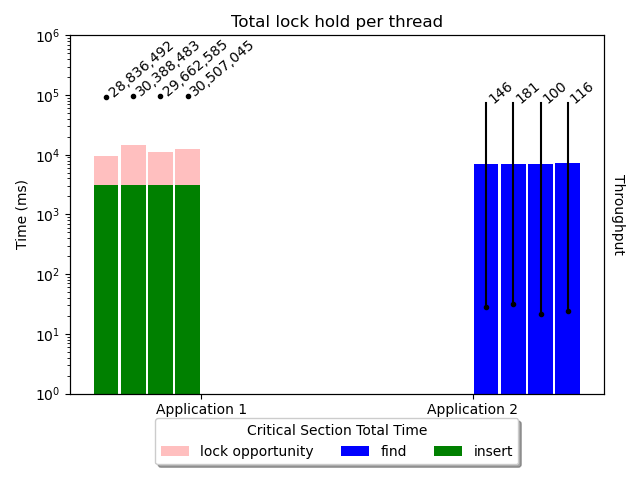 Total lock hold per thread
10^6
10^5
10^4
10^3
10^2
10^1
10^0
Time (ms)
28,836,492
30,388,483
29,662,585
30,507,045
146
181
100
116
Throughput
Application 1
Application 2
Critical Section Total Time
lock opportunity find insert